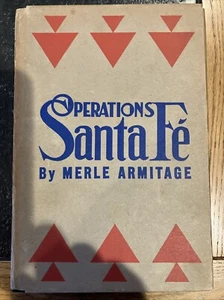 OPERATIONS
Santa Fé
By MERLE ARMITAGE